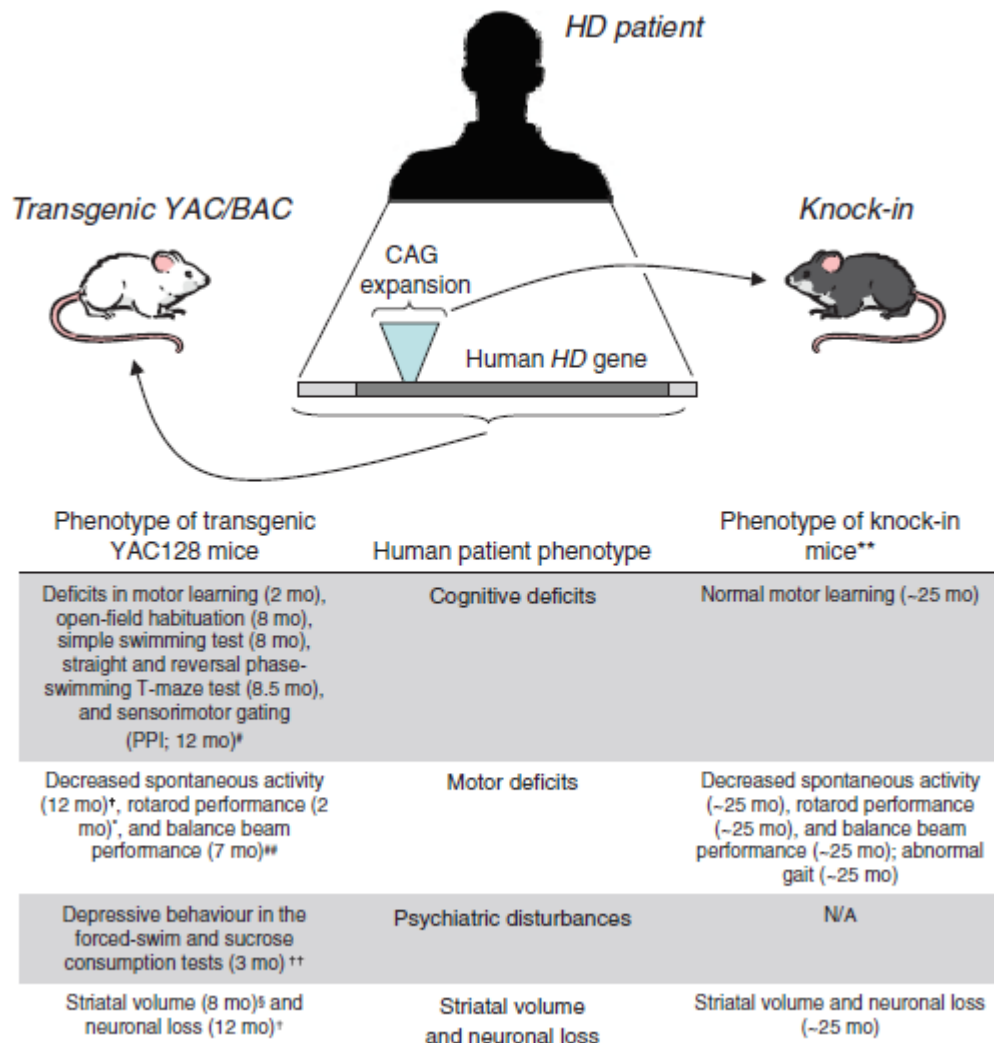 HD patient
Transgenic YAC/BAC
Knock-in
CAG
expansion
Human HD gene
Phenotype of transgenic
YAC128 mice
Human patient phenotype
Phenotype of knock-in
mice**
Deficits in motor learning (2 mo),
open-field habituation (8 mo),
simple swimming test (8 mo),
straight and reversal phase-
swimming T-maze test (8.5 mo),
and sensorimotor gating
(PPI; 12 mo)#
Cognitive deficits
Normal motor learning (~25 mo)
Decreased spontaneous activity
(12 mo)†, rotarod performance (2
mo)*, and balance beam
performance (7 mo)##
Motor deficits
Decreased spontaneous activity
(~25 mo), rotarod performance
(~25 mo), and balance beam
performance (~25 mo); abnormal
gait (~25 mo)
Depressive behaviour in the
forced-swim and sucrose
consumption tests (3 mo) ††
Psychiatric disturbances
N/A
Striatal volume (8 mo)§ and
neuronal loss (12 mo)†
Striatal volume
and neuronal loss
Striatal volume and neuronal loss
(~25 mo)